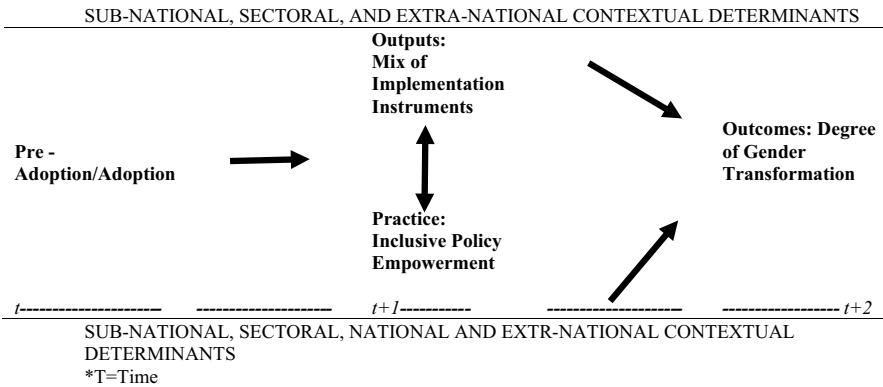 SUB-NATIONAL, SECTORAL, AND EXTRA-NATIONAL CONTEXTUAL DETERMINANTS
Outputs:
Mix of
Implementation
Instruments
Pre -
Adoption/Adoption
Outcomes: Degree
of Gender
Transformation
Practice:
Inclusive Policy
Empowerment
t---------------------- --------------------- t+1----------- --------------------- ------------------ t+2
SUB-NATIONAL, SECTORAL, NATIONAL AND EXTR-NATIONAL CONTEXTUAL
DETERMINANTS
*T=Time